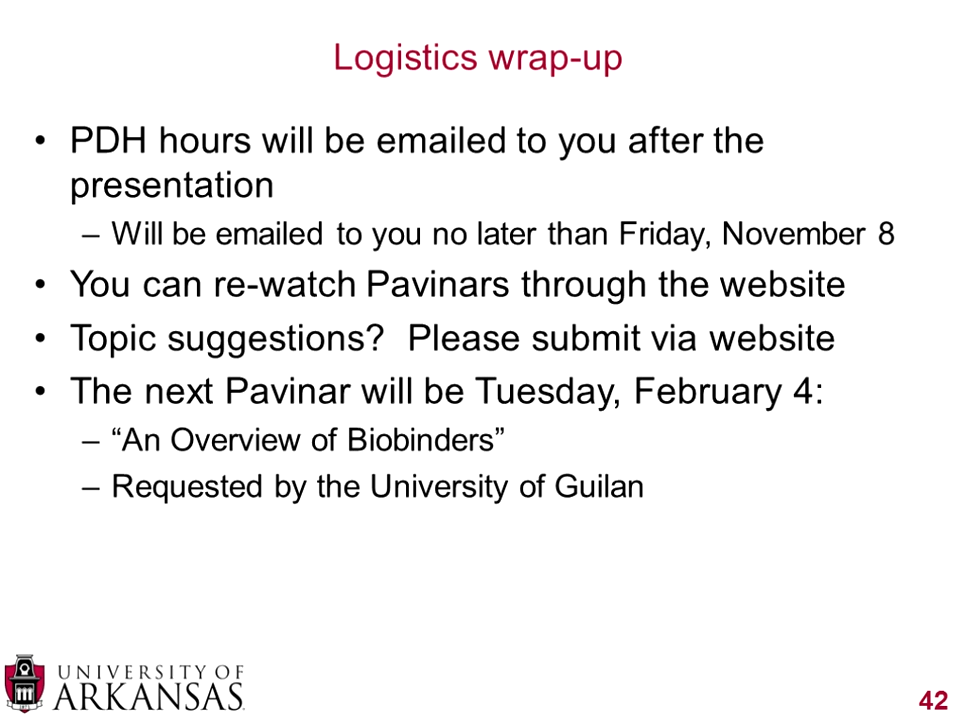 Logistics wrap-up
• PDH hours will be emailed to you after the
presentation
– Will be emailed to you no later than Friday, November 8
• You can re-watch Pavinars through the website
• Topic suggestions?  Please submit via website
• The next Pavinar will be Tuesday, February 4:
– “An Overview of Biobinders”
– Requested by the University of Guilan
UNIVERSITY OF
ARKANSAS
42